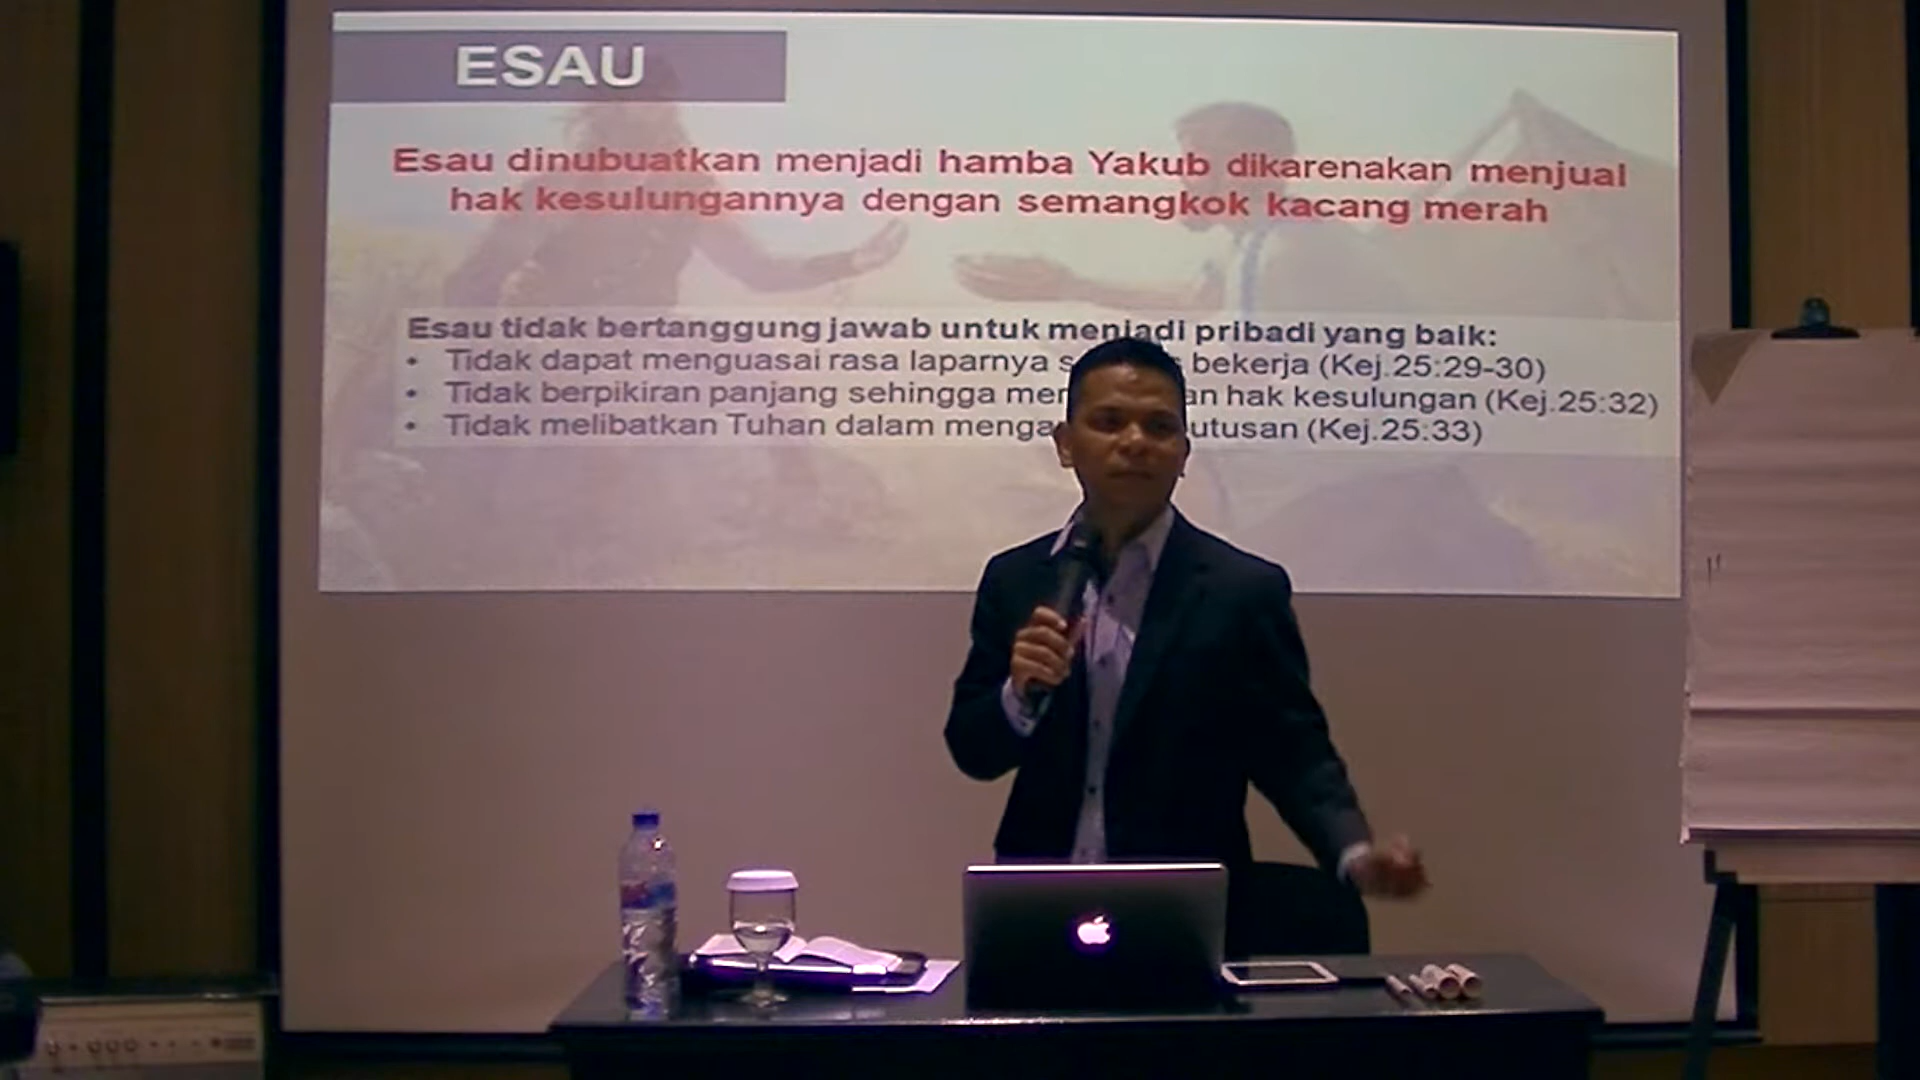 ESAU
Esau dinubuatkan menjadi hamba Yakub dikarenakan menjual
hak kesulungannya dengan semangkok kacang merah
Esau tidak bertanggung jawab untuk menjadi pribadi yang baik:
• Tidak dapat menguasai rasa laparnya bekerja (Kej.25:29-30)
• Tidak berpikiran panjang sehingga hak kesulungan (Kej.25:32)
• Tidak melibatkan Tuhan dalam (Kej.25:33)